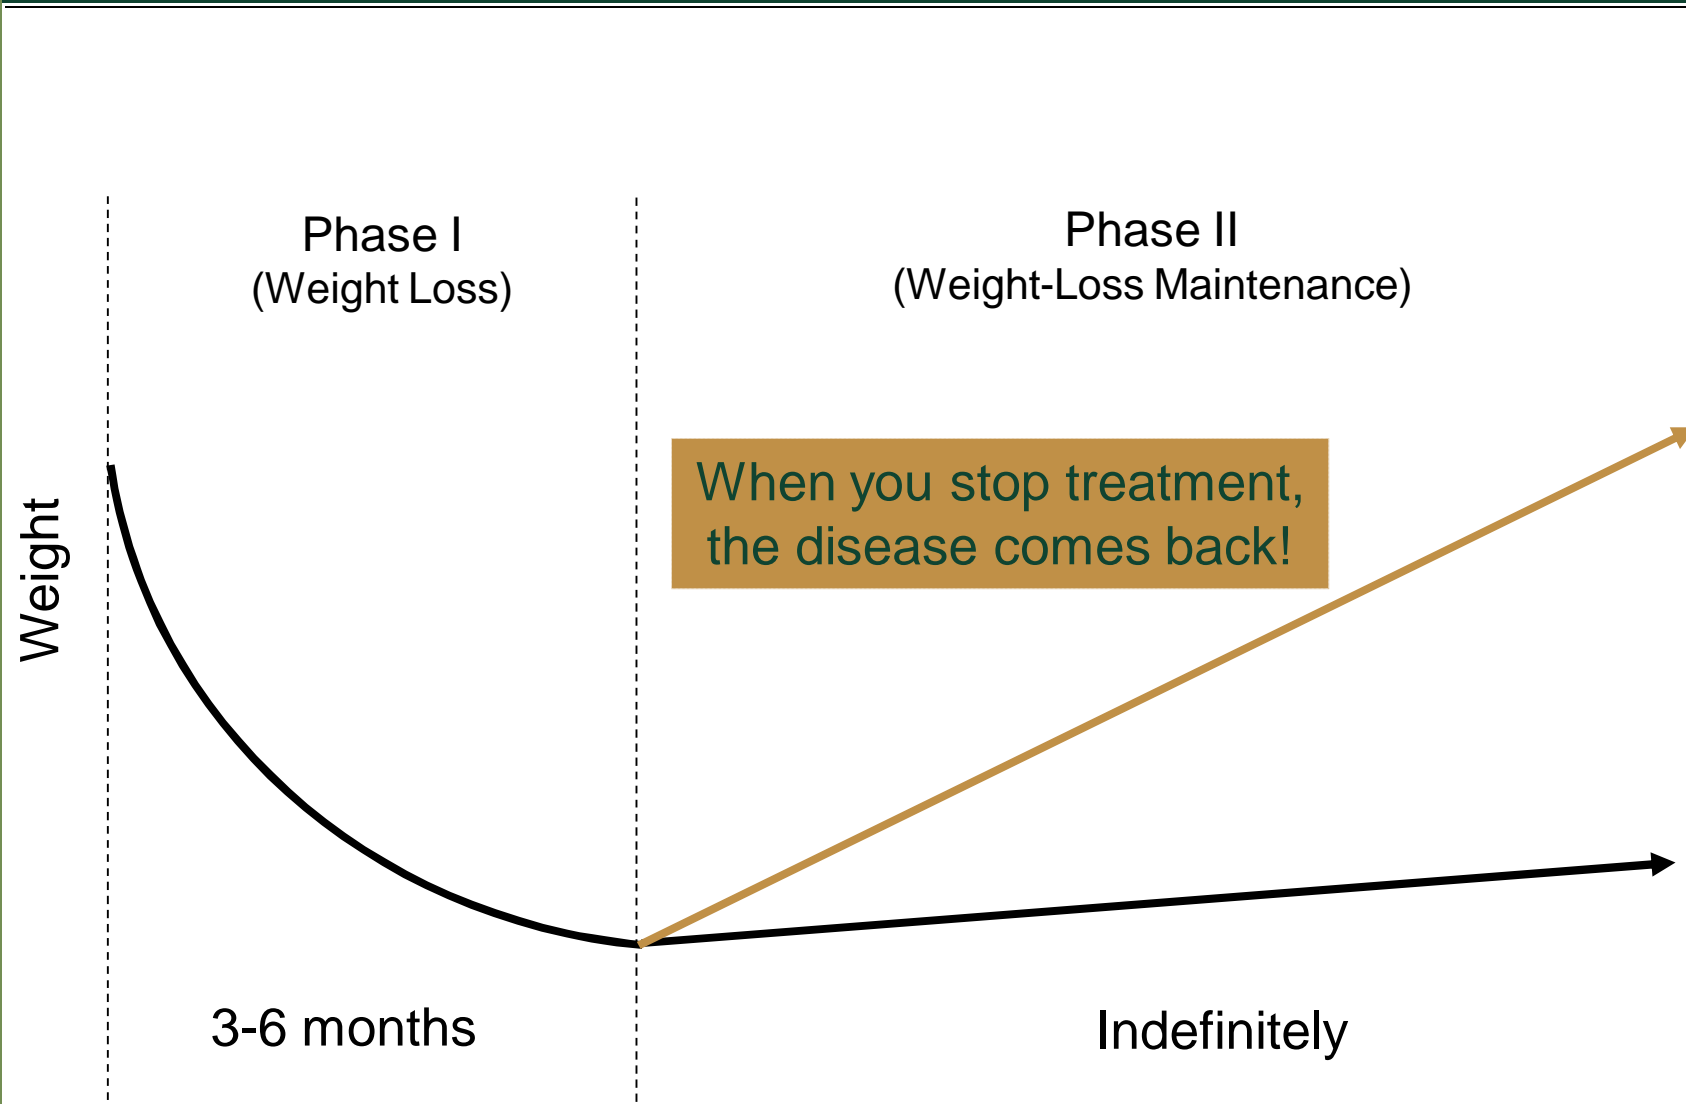 Phase I
(Weight Loss)
Phase II
(Weight-Loss Maintenance)
When you stop treatment,
the disease comes back!
Weight
3-6 months
Indefinitely